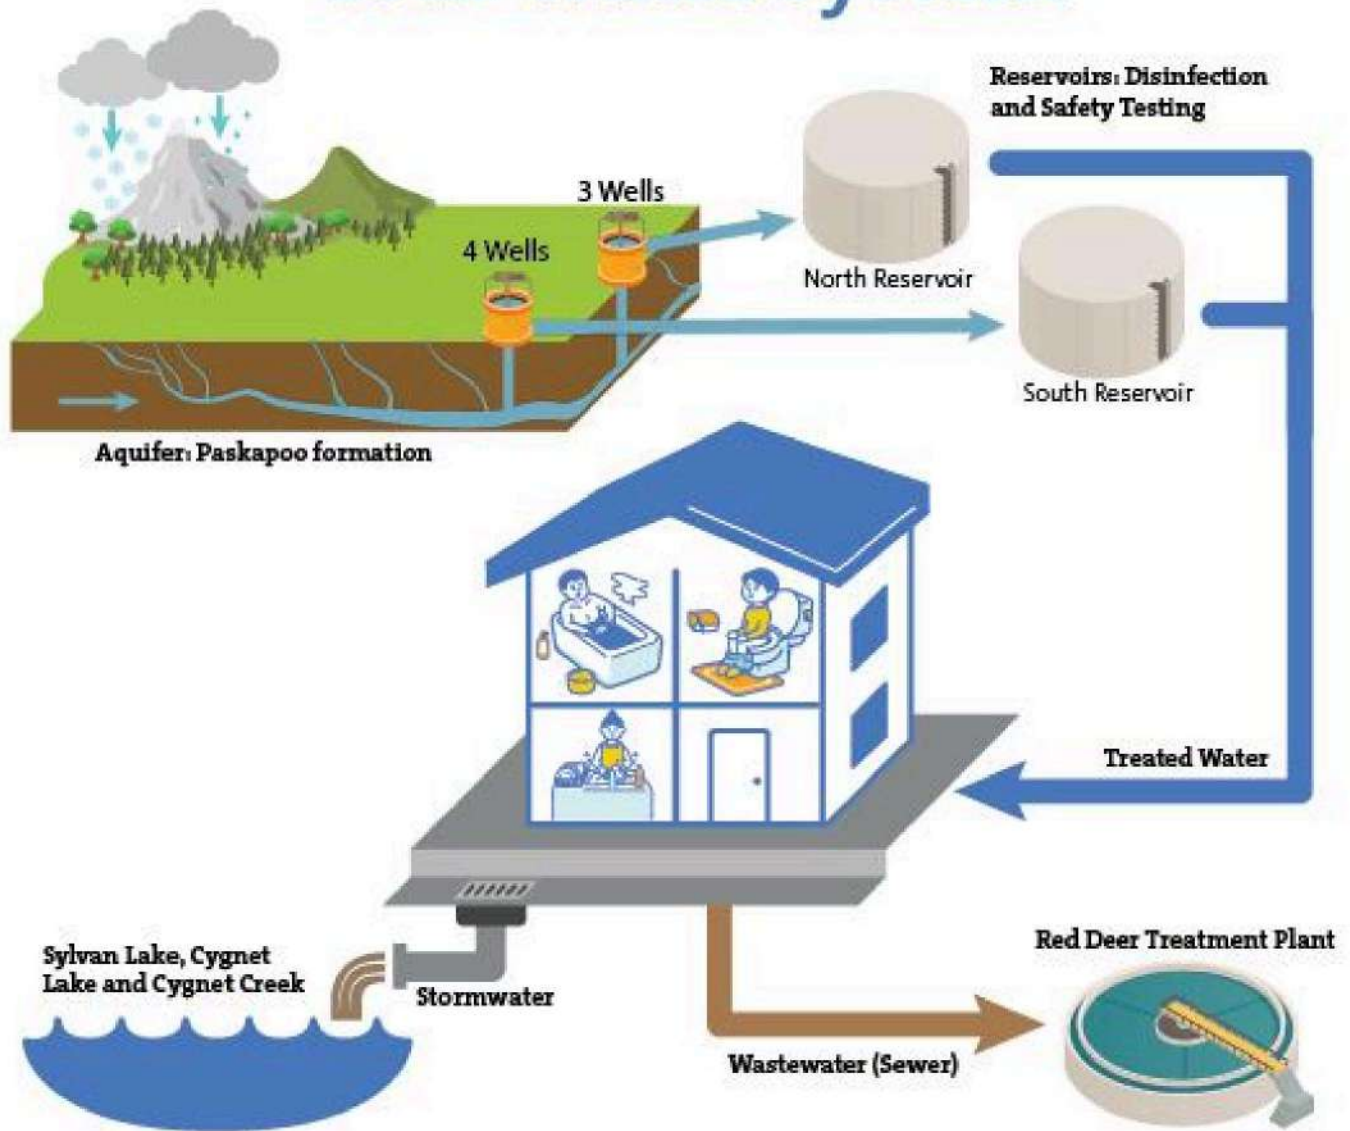 Reservoirs: Disinfection
and Safety Testing
3 Wells
4 Wells
North Reservoir
South Reservoir
Aquifer: Paskapoo formation
Treated Water
Red Deer Treatment Plant
Sylvan Lake, Cygnet
Lake and Cygnet Creek
Stormwater
Wastewater (Sewer)